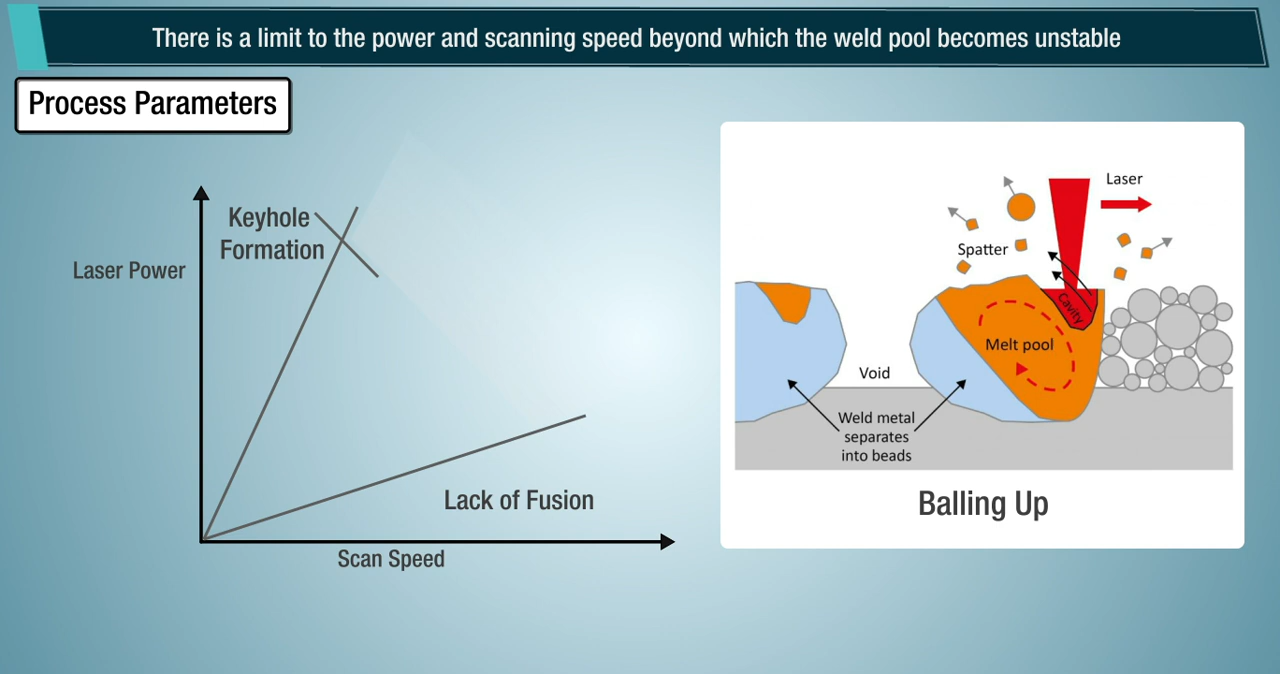 There is a limit to the power and scanning speed beyond which the weld pool becomes unstable
Process Parameters
Keyhole
Formation
Laser Power
Lack of Fusion
Scan Speed
Laser
Spatter
Cavity
Melt pool
Void
Weld metal
separates
into beads
Balling Up